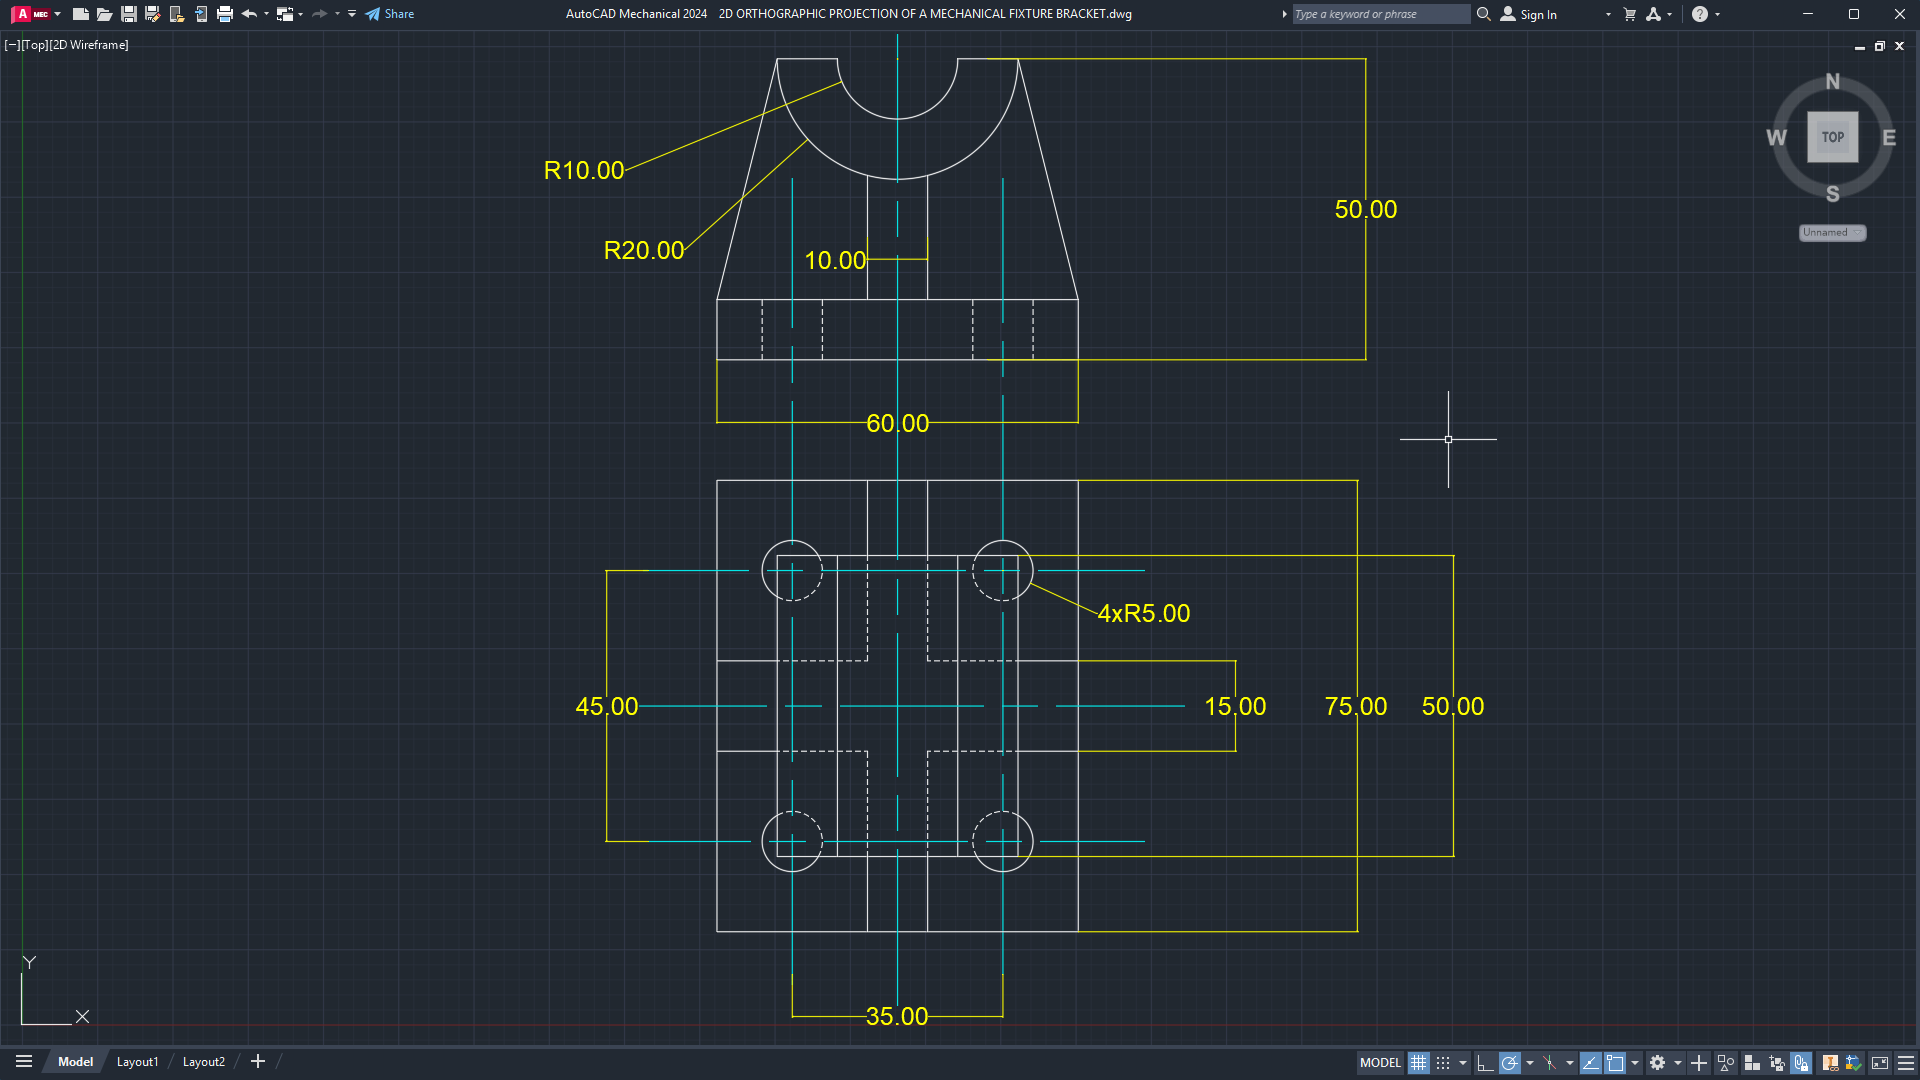 A MEC
Share
AutoCAD Mechanical 2024 2D ORTHOGRAPHIC PROJECTION OF A MECHANICAL FIXTURE BRACKET.dwg
Type a keyword or phrase
Sign In
[−][Top][2D Wireframe]
N
W
TOP
E
S
Unnamed
R10.00
50.00
R20.00
10.00
60.00
4xR5.00
45.00
15.00
75.00
50.00
Y
X
35.00
Model
Layout1
Layout2
MODEL